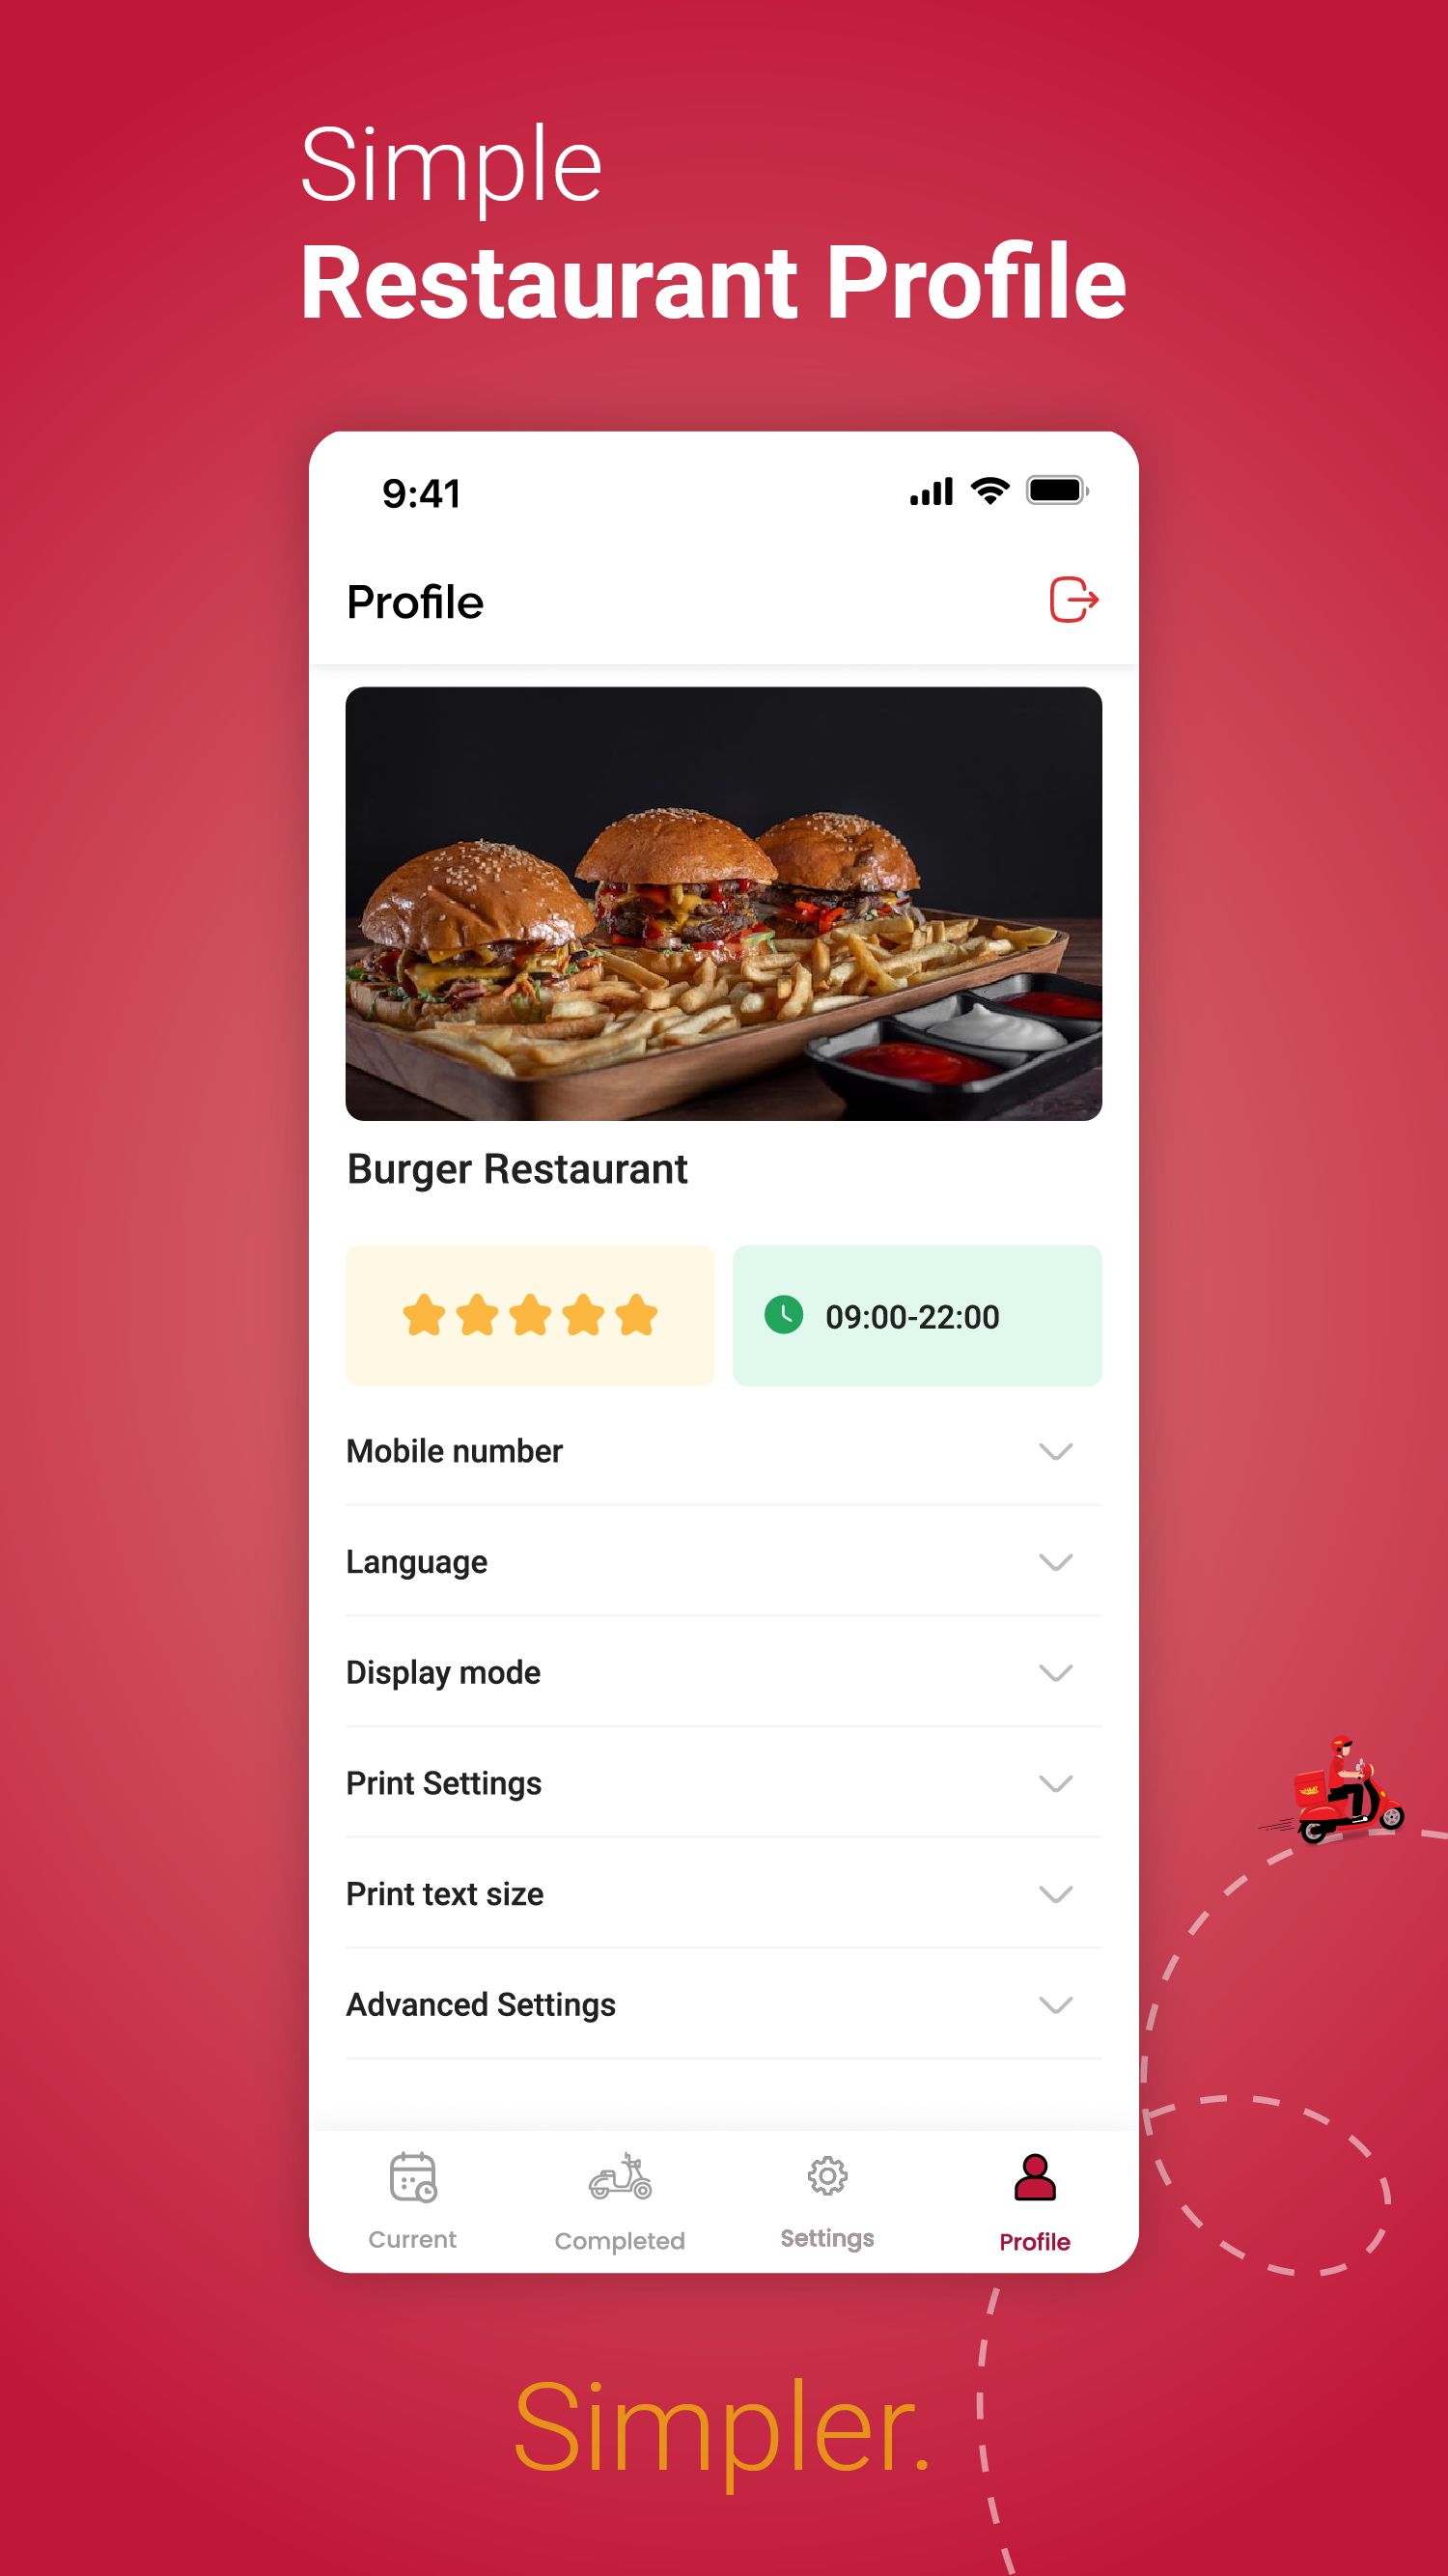 Simple
Restaurant Profile
9:41
Profile
Burger Restaurant
09:00-22:00
Mobile number
Language
Display mode
Print Settings
Print text size
Advanced Settings
Current
Completed
Settings
Profile
Simpler.